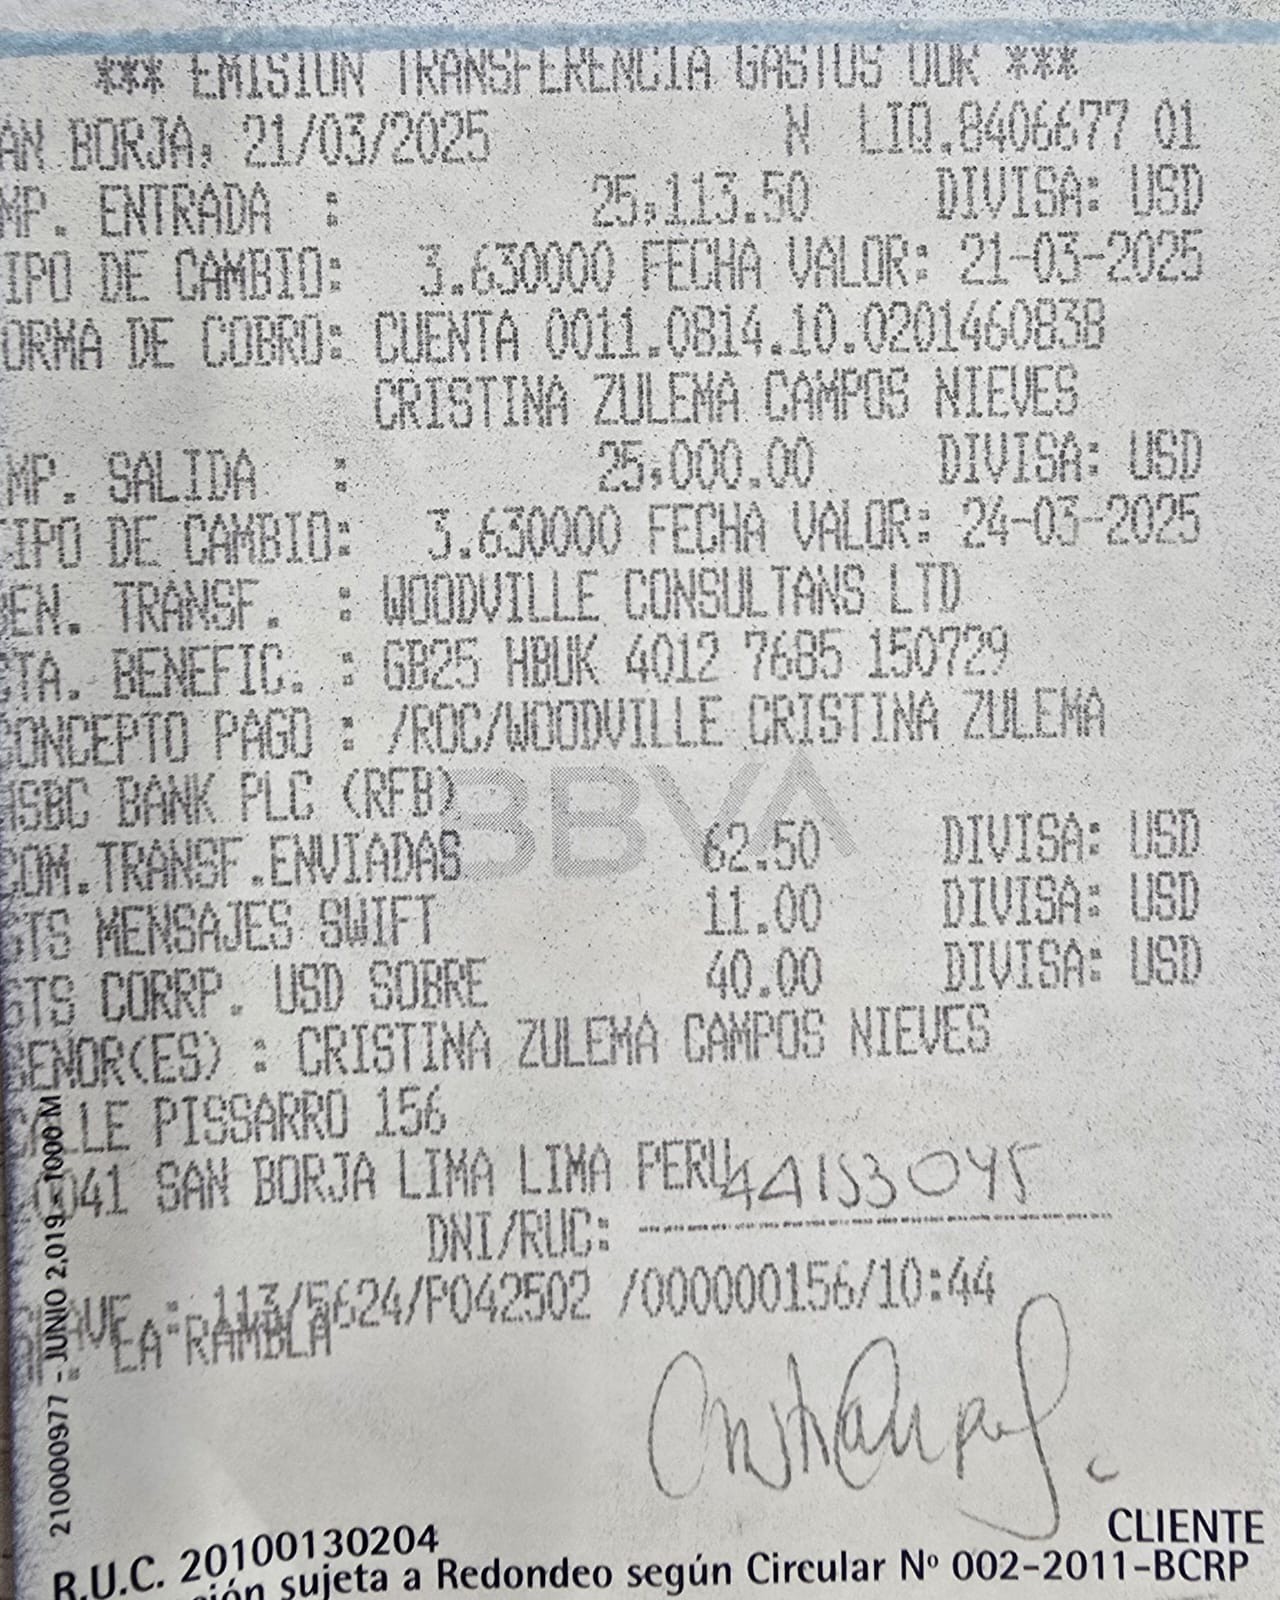 *** EMISION TRANSFERENCIA GASTOS OUR ***
AN BORJA, 21/03/2025 N LIQ.8406677 01
MP. ENTRADA : 25,113.50 DIVISA: USD
IPO DE CAMBIO: 3.630000 FECHA VALOR: 21-03-2025
ORMA DE COBRO: CUENTA 0011.0814.10.0201460838
CRISTINA ZULEMA CAMPOS NIEVES
MP. SALIDA : 25,000.00 DIVISA: USD
TIPO DE CAMBIO: 3.630000 FECHA VALOR: 24-03-2025
BEN. TRANSF. : WOODVILLE CONSULTANS LTD
CTA. BENEFIC. : GB25 HBUK 4012 7685 150729
CONCEPTO PAGO : /ROC/WOODVILLE CRISTINA ZULEMA
HSBC BANK PLC (RFB)
BBVA
COM.TRANSF.ENVIADAS 62.50 DIVISA: USD
GTS MENSAJES SWIFT 11.00 DIVISA: USD
GTS CORRP. USD SOBRE 40.00 DIVISA: USD
SENOR(ES) : CRISTINA ZULEMA CAMPOS NIEVES
CALLE PISSARRO 156
041 SAN BORJA LIMA LIMA PERU
DNI/RUC: 44153045
: 113/5624/P042502 /000000156/10:44
LA RAMBLA
210000977 - JUNIO 2,019 - 1000 M
CLIENTE
R.U.C. 20100130204
sujeta a Redondeo según Circular Nº 002-2011-BCRP